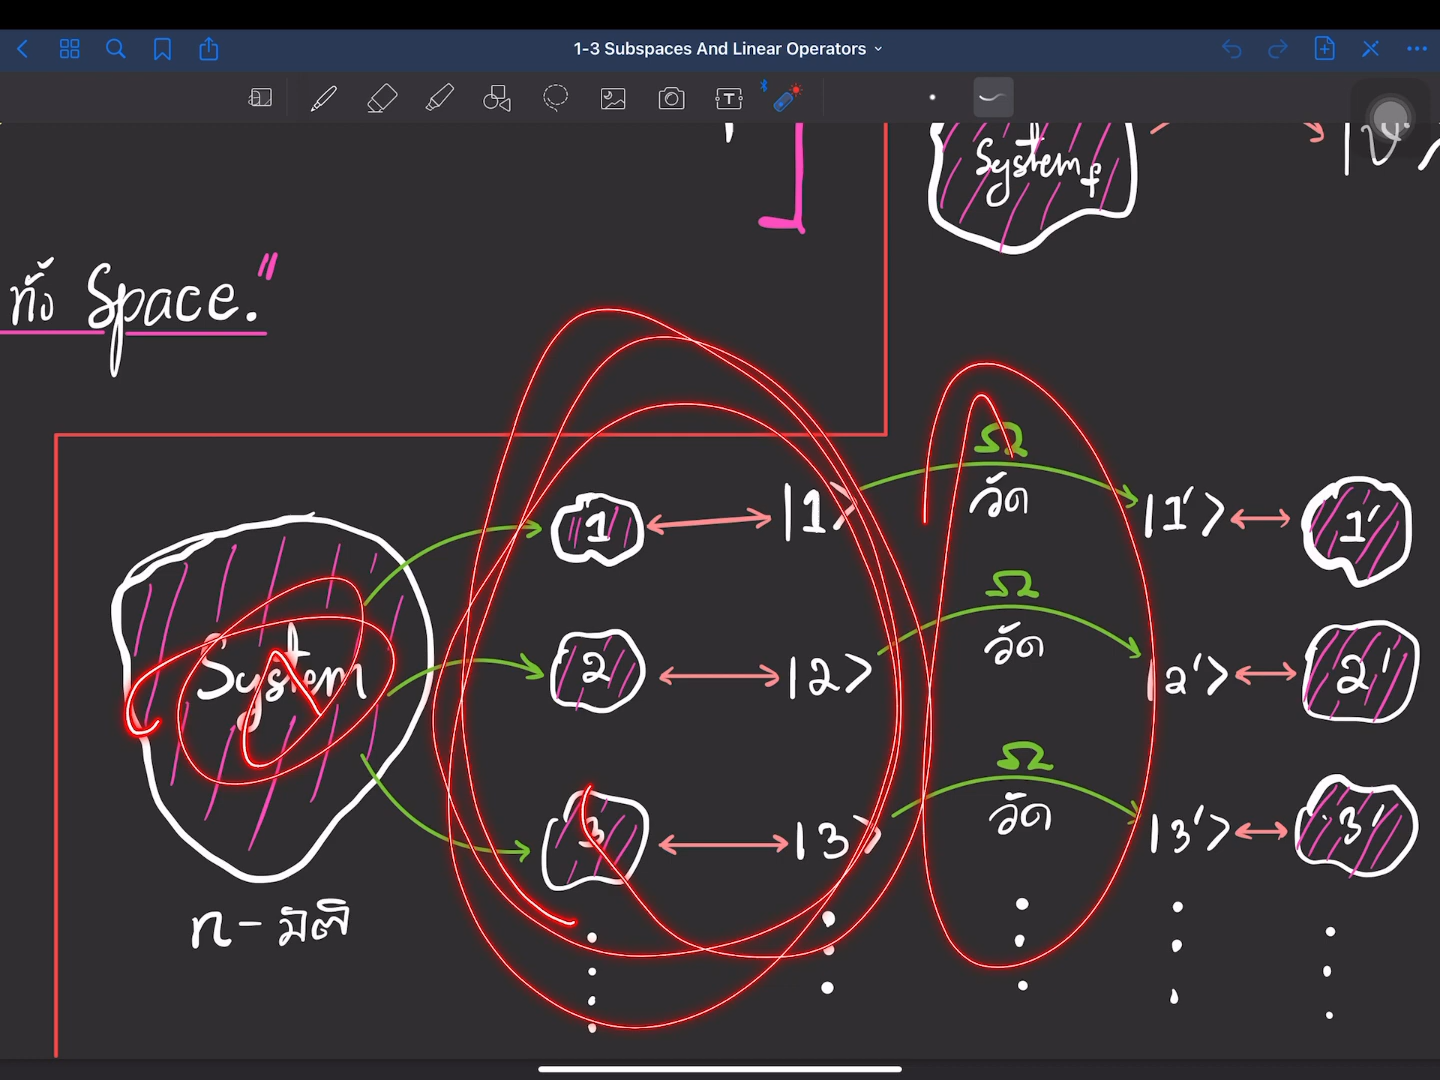 1-3 Subspaces And Linear Operators
T
System f
|v
ทั้ง Space."
Ω
1 |1> วัด |1'> 1'
System
Ω
2 |2> วัด |2'> 2'
Ω
3 |3> วัด |3'> 3'
n-มิติ